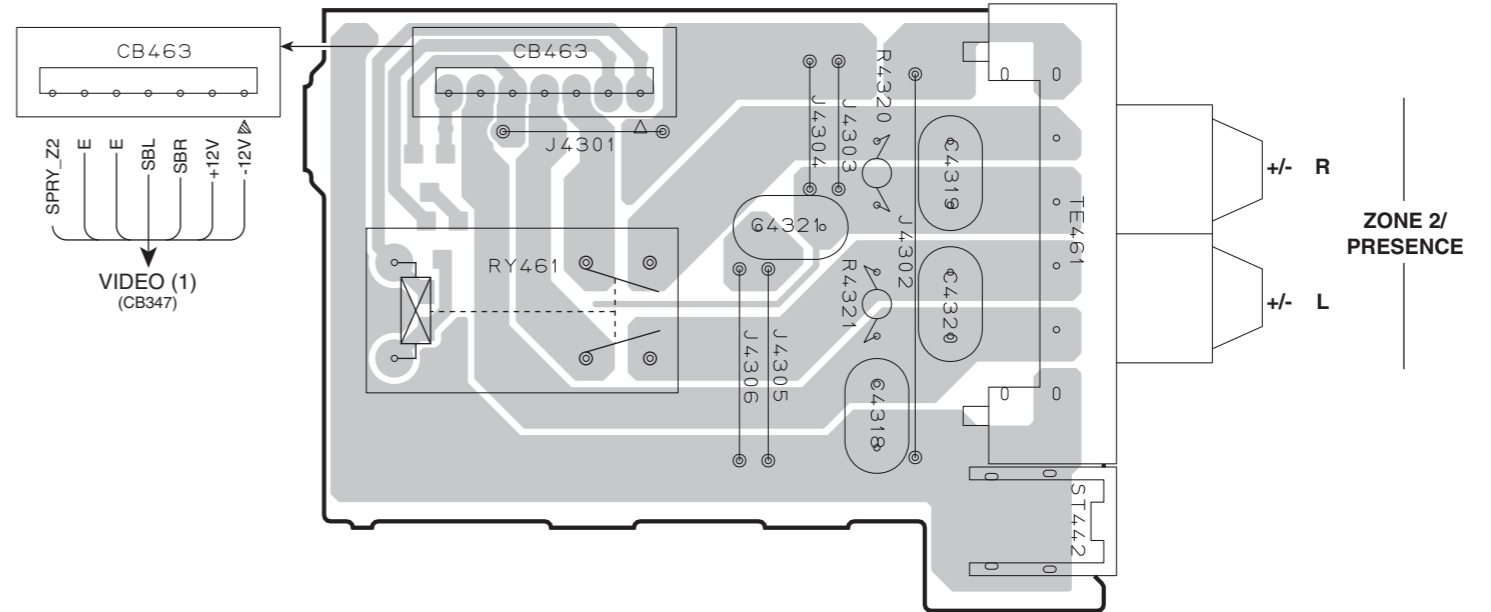 CB463
SPRY_Z2
E
E
SBL
SBR
+12V
-12V
VIDEO (1)
(CB347)
CB463
J4301
RY461
J4304
J4303
R4320
C4319
C4321
J4302
R4321
C4320
J4306
J4305
C4318
TE461
ST442
+/- R
+/- L
ZONE 2/
PRESENCE